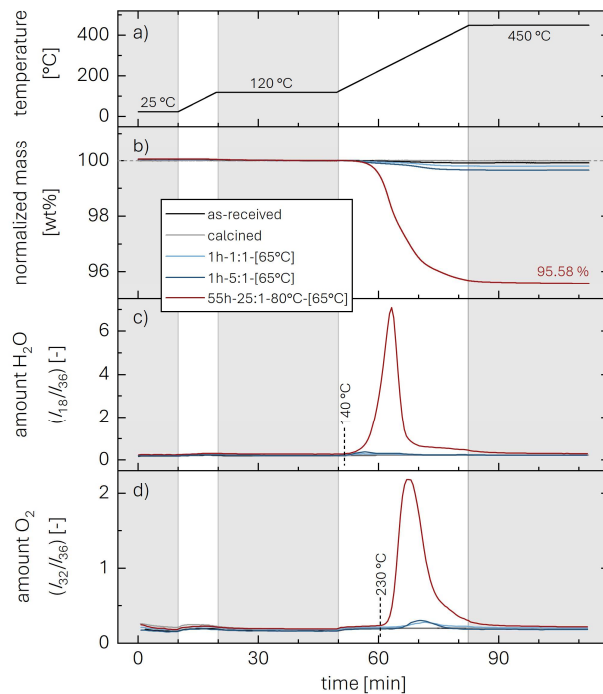 a)
temperature
[°C]
400
200
0
25 °C
120 °C
450 °C
b)
normalized mass
[wt%]
100
98
96
as-received
calcined
1h-1:1-[65°C]
1h-5:1-[65°C]
55h-25:1-80°C-[65°C]
95.58 %
c)
amount H₂O
(I₁₈/I₃₆) [-]
6
4
2
0
d)
amount O₂
(I₃₂/I₃₆) [-]
2
1
0
230 °C
0
30
60
90
time [min]